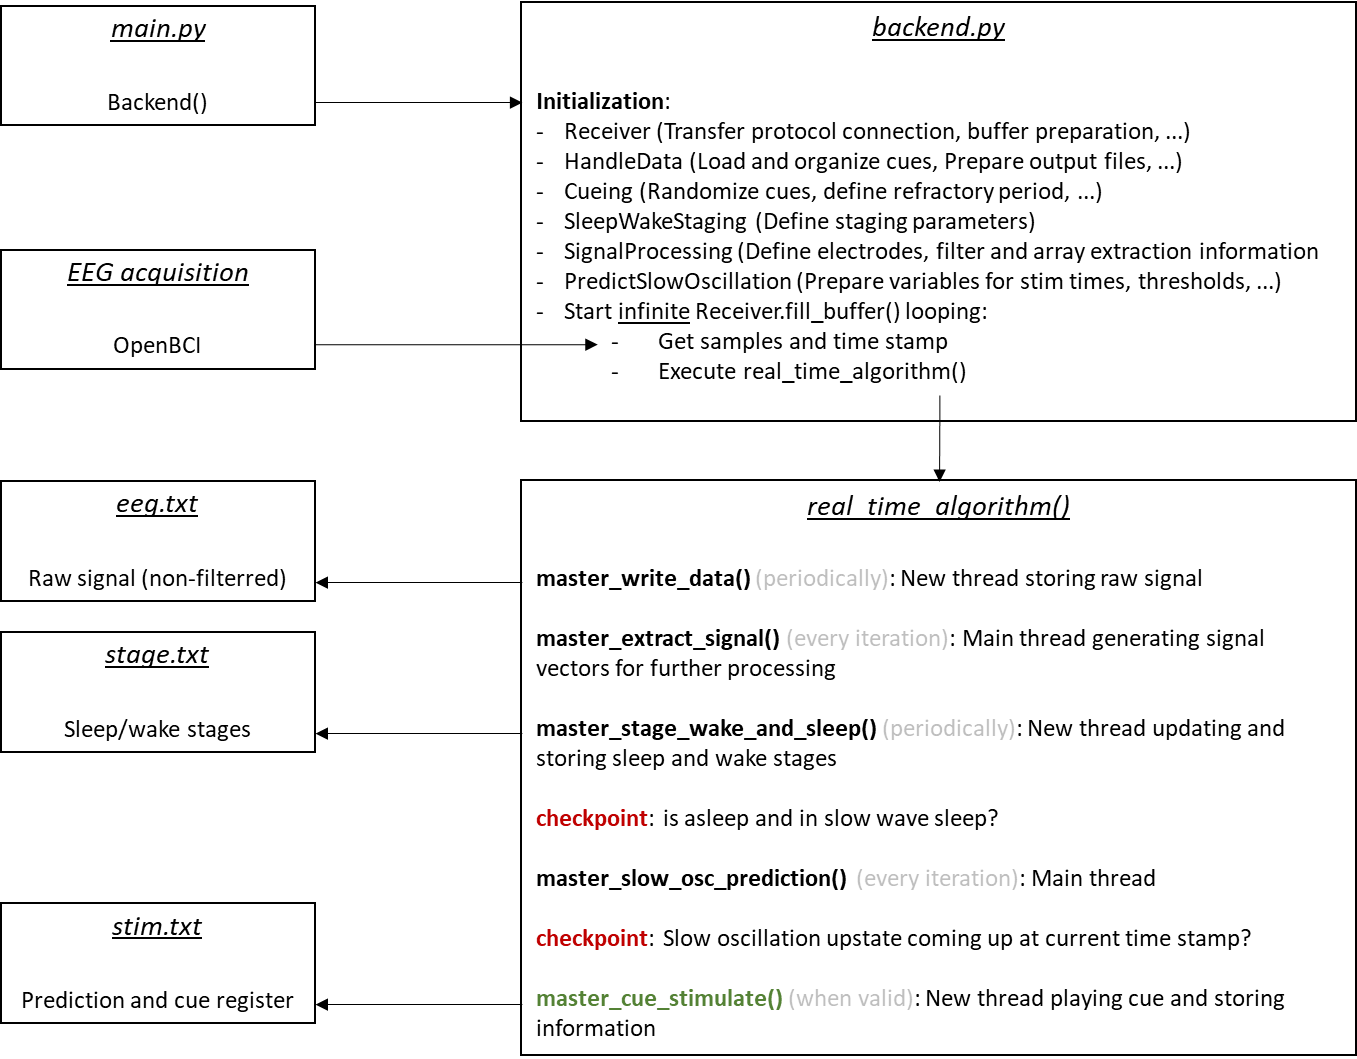 main.py
Backend()
backend.py
Initialization:
- Receiver (Transfer protocol connection, buffer preparation, ...)
- HandleData (Load and organize cues, Prepare output files, ...)
- Cueing (Randomize cues, define refractory period, ...)
- SleepWakeStaging (Define staging parameters)
- SignalProcessing (Define electrodes, filter and array extraction information
- PredictSlowOscillation (Prepare variables for stim times, thresholds, ...)
- Start infinite Receiver.fill_buffer() looping:
- Get samples and time stamp
- Execute real_time_algorithm()
EEG acquisition
OpenBCI
eeg.txt
Raw signal (non-filterred)
stage.txt
Sleep/wake stages
stim.txt
Prediction and cue register
real_time_algorithm()
master_write_data() (periodically): New thread storing raw signal
master_extract_signal() (every iteration): Main thread generating signal
vectors for further processing
master_stage_wake_and_sleep() (periodically): New thread updating and
storing sleep and wake stages
checkpoint: is asleep and in slow wave sleep?
master_slow_osc_prediction() (every iteration): Main thread
checkpoint: Slow oscillation upstate coming up at current time stamp?
master_cue_stimulate() (when valid): New thread playing cue and storing
information